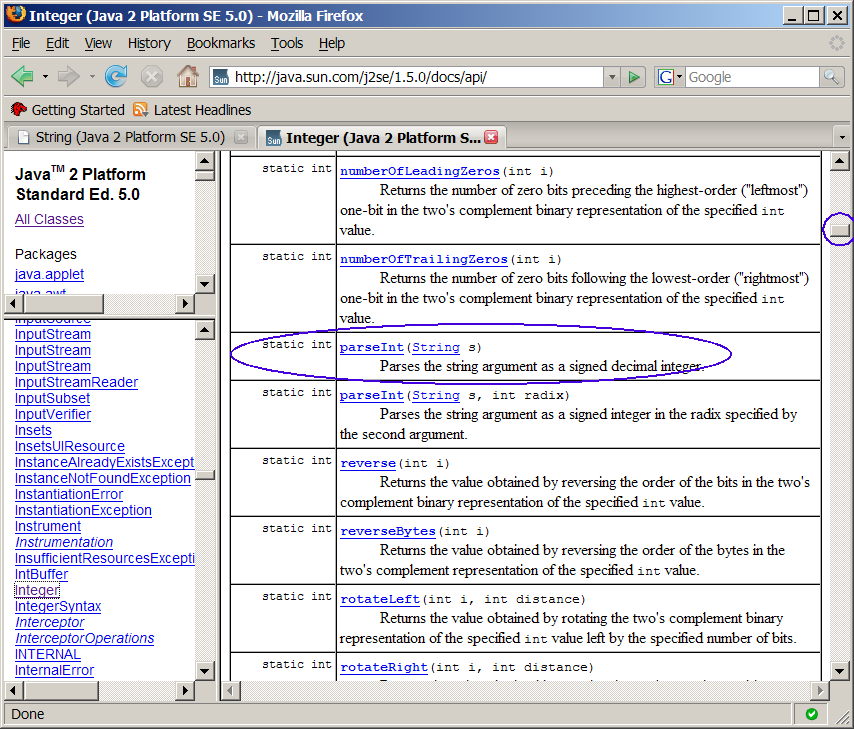 Integer (Java 2 Platform SE 5.0) - Mozilla Firefox
File Edit View History Bookmarks Tools Help
Sun http://java.sun.com/j2se/1.5.0/docs/api/ G Google
Getting Started Latest Headlines
String (Java 2 Platform SE 5.0) Sun Integer (Java 2 Platform S...
Java™ 2 Platform
Standard Ed. 5.0
All Classes
Packages
java.applet
java.awt
InputSource
InputStream
InputStream
InputStream
InputStreamReader
InputSubset
InputVerifier
Insets
InsetsUIResource
InstanceAlreadyExistsExcept
InstanceNotFoundException
InstantiationError
InstantiationException
Instrument
Instrumentation
InsufficientResourcesExcepti
IntBuffer
Integer
IntegerSyntax
Interceptor
InterceptorOperations
INTERNAL
InternalError
static int numberOfLeadingZeros(int i)
Returns the number of zero bits preceding the highest-order ("leftmost")
one-bit in the two's complement binary representation of the specified int
value.
static int numberOfTrailingZeros(int i)
Returns the number of zero bits following the lowest-order ("rightmost")
one-bit in the two's complement binary representation of the specified int
value.
static int parseInt(String s)
Parses the string argument as a signed decimal integer.
static int parseInt(String s, int radix)
Parses the string argument as a signed integer in the radix specified by
the second argument.
static int reverse(int i)
Returns the value obtained by reversing the order of the bits in the two's
complement binary representation of the specified int value.
static int reverseBytes(int i)
Returns the value obtained by reversing the order of the bytes in the
two's complement representation of the specified int value.
static int rotateLeft(int i, int distance)
Returns the value obtained by rotating the two's complement binary
representation of the specified int value left by the specified number of bits.
static int rotateRight(int i, int distance)
Done